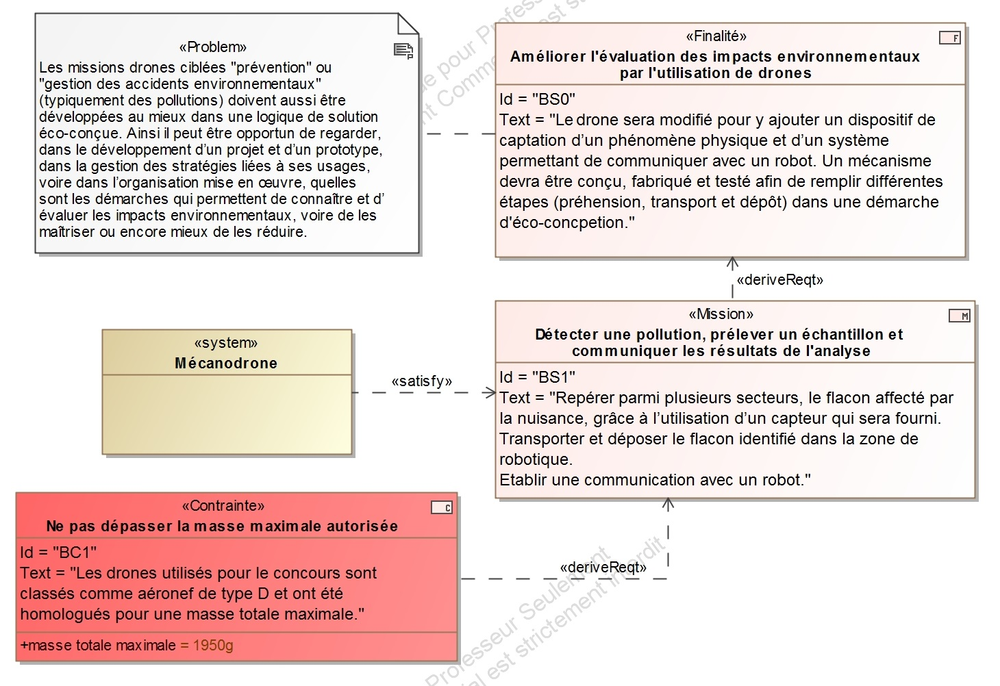 «Problem»
Les missions drones ciblées "prévention" ou
"gestion des accidents environnementaux"
(typiquement des pollutions) doivent aussi être
développées au mieux dans une logique de solution
éco-conçue. Ainsi il peut être opportun de regarder,
dans le développement d’un projet et d’un prototype,
dans la gestion des stratégies liées à ses usages,
voire dans l’organisation mise en œuvre, quelles
sont les démarches qui permettent de connaître et d’
évaluer les impacts environnementaux, voire de les
maîtriser ou encore mieux de les réduire.
«Finalité»
F
Améliorer l'évaluation des impacts environnementaux
par l'utilisation de drones
Id = "BS0"
Text = "Le drone sera modifié pour y ajouter un dispositif de
captation d’un phénomène physique et d’un système
permettant de communiquer avec un robot. Un mécanisme
devra être conçu, fabriqué et testé afin de remplir différentes
étapes (préhension, transport et dépôt) dans une démarche
d'éco-concpetion."
«deriveReqt»
«Mission»
M
Détecter une pollution, prélever un échantillon et
communiquer les résultats de l'analyse
Id = "BS1"
Text = "Repérer parmi plusieurs secteurs, le flacon affecté par
la nuisance, grâce à l’utilisation d’un capteur qui sera fourni.
Transporter et déposer le flacon identifié dans la zone de
robotique.
Etablir une communication avec un robot."
«system»
Mécanodrone
«satisfy»
«Contrainte»
C
Ne pas dépasser la masse maximale autorisée
Id = "BC1"
Text = "Les drones utilisés pour le concours sont
classés comme aéronef de type D et ont été
homologués pour une masse totale maximale."
+masse totale maximale = 1950g
«deriveReqt»
pour
Professeur Seulement
est strictement interdit